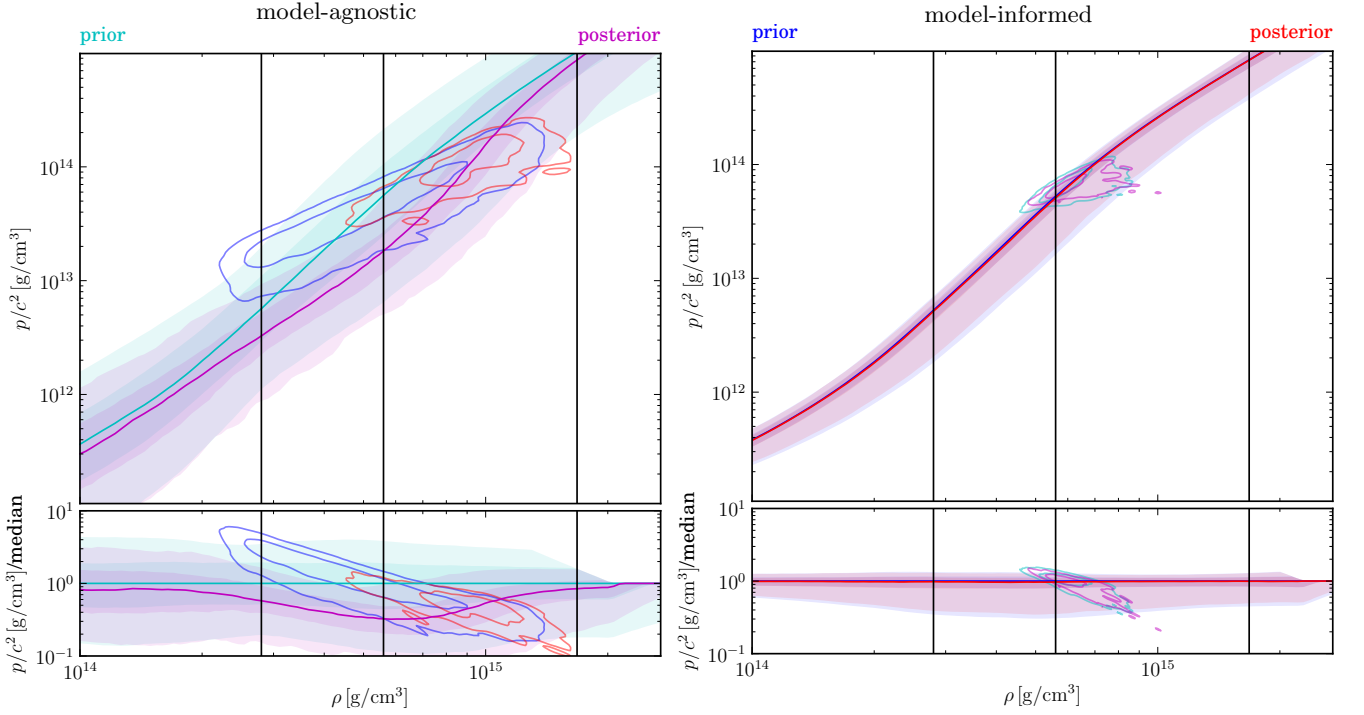 model-agnostic
prior posterior
10¹⁴
10¹³
10¹²
p/c² [g/cm³]
10¹
10⁰
10⁻¹
p/c² [g/cm³]/median
10¹⁴ 10¹⁵
ρ [g/cm³]
model-informed
prior posterior
10¹⁴
10¹³
10¹²
p/c² [g/cm³]
10¹
10⁰
10⁻¹
p/c² [g/cm³]/median
10¹⁴ 10¹⁵
ρ [g/cm³]